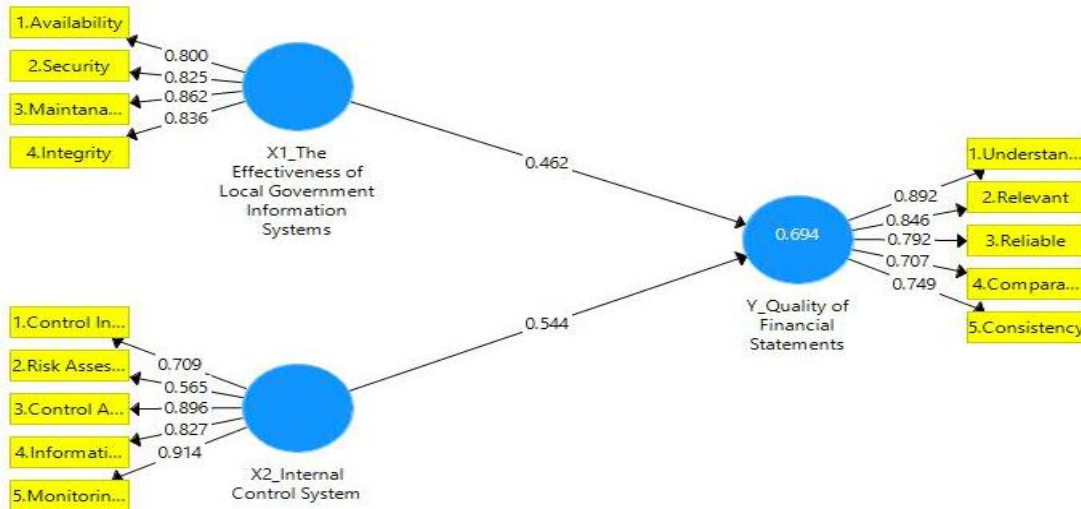 1.Availability
0.800
2.Security
0.825
3.Maintana...
0.862
4.Integrity
0.836
X1_The
Effectiveness of
Local Government
Information
Systems
0.462
1.Understan...
0.892
2.Relevant
0.846
0.694
3.Reliable
0.792
4.Compara...
0.707
5.Consistency
0.749
Y_Quality of
Financial
Statements
0.544
1.Control In...
0.709
2.Risk Asses...
0.565
3.Control A...
0.896
4.Informati...
0.827
5.Monitorin...
0.914
X2_Internal
Control System